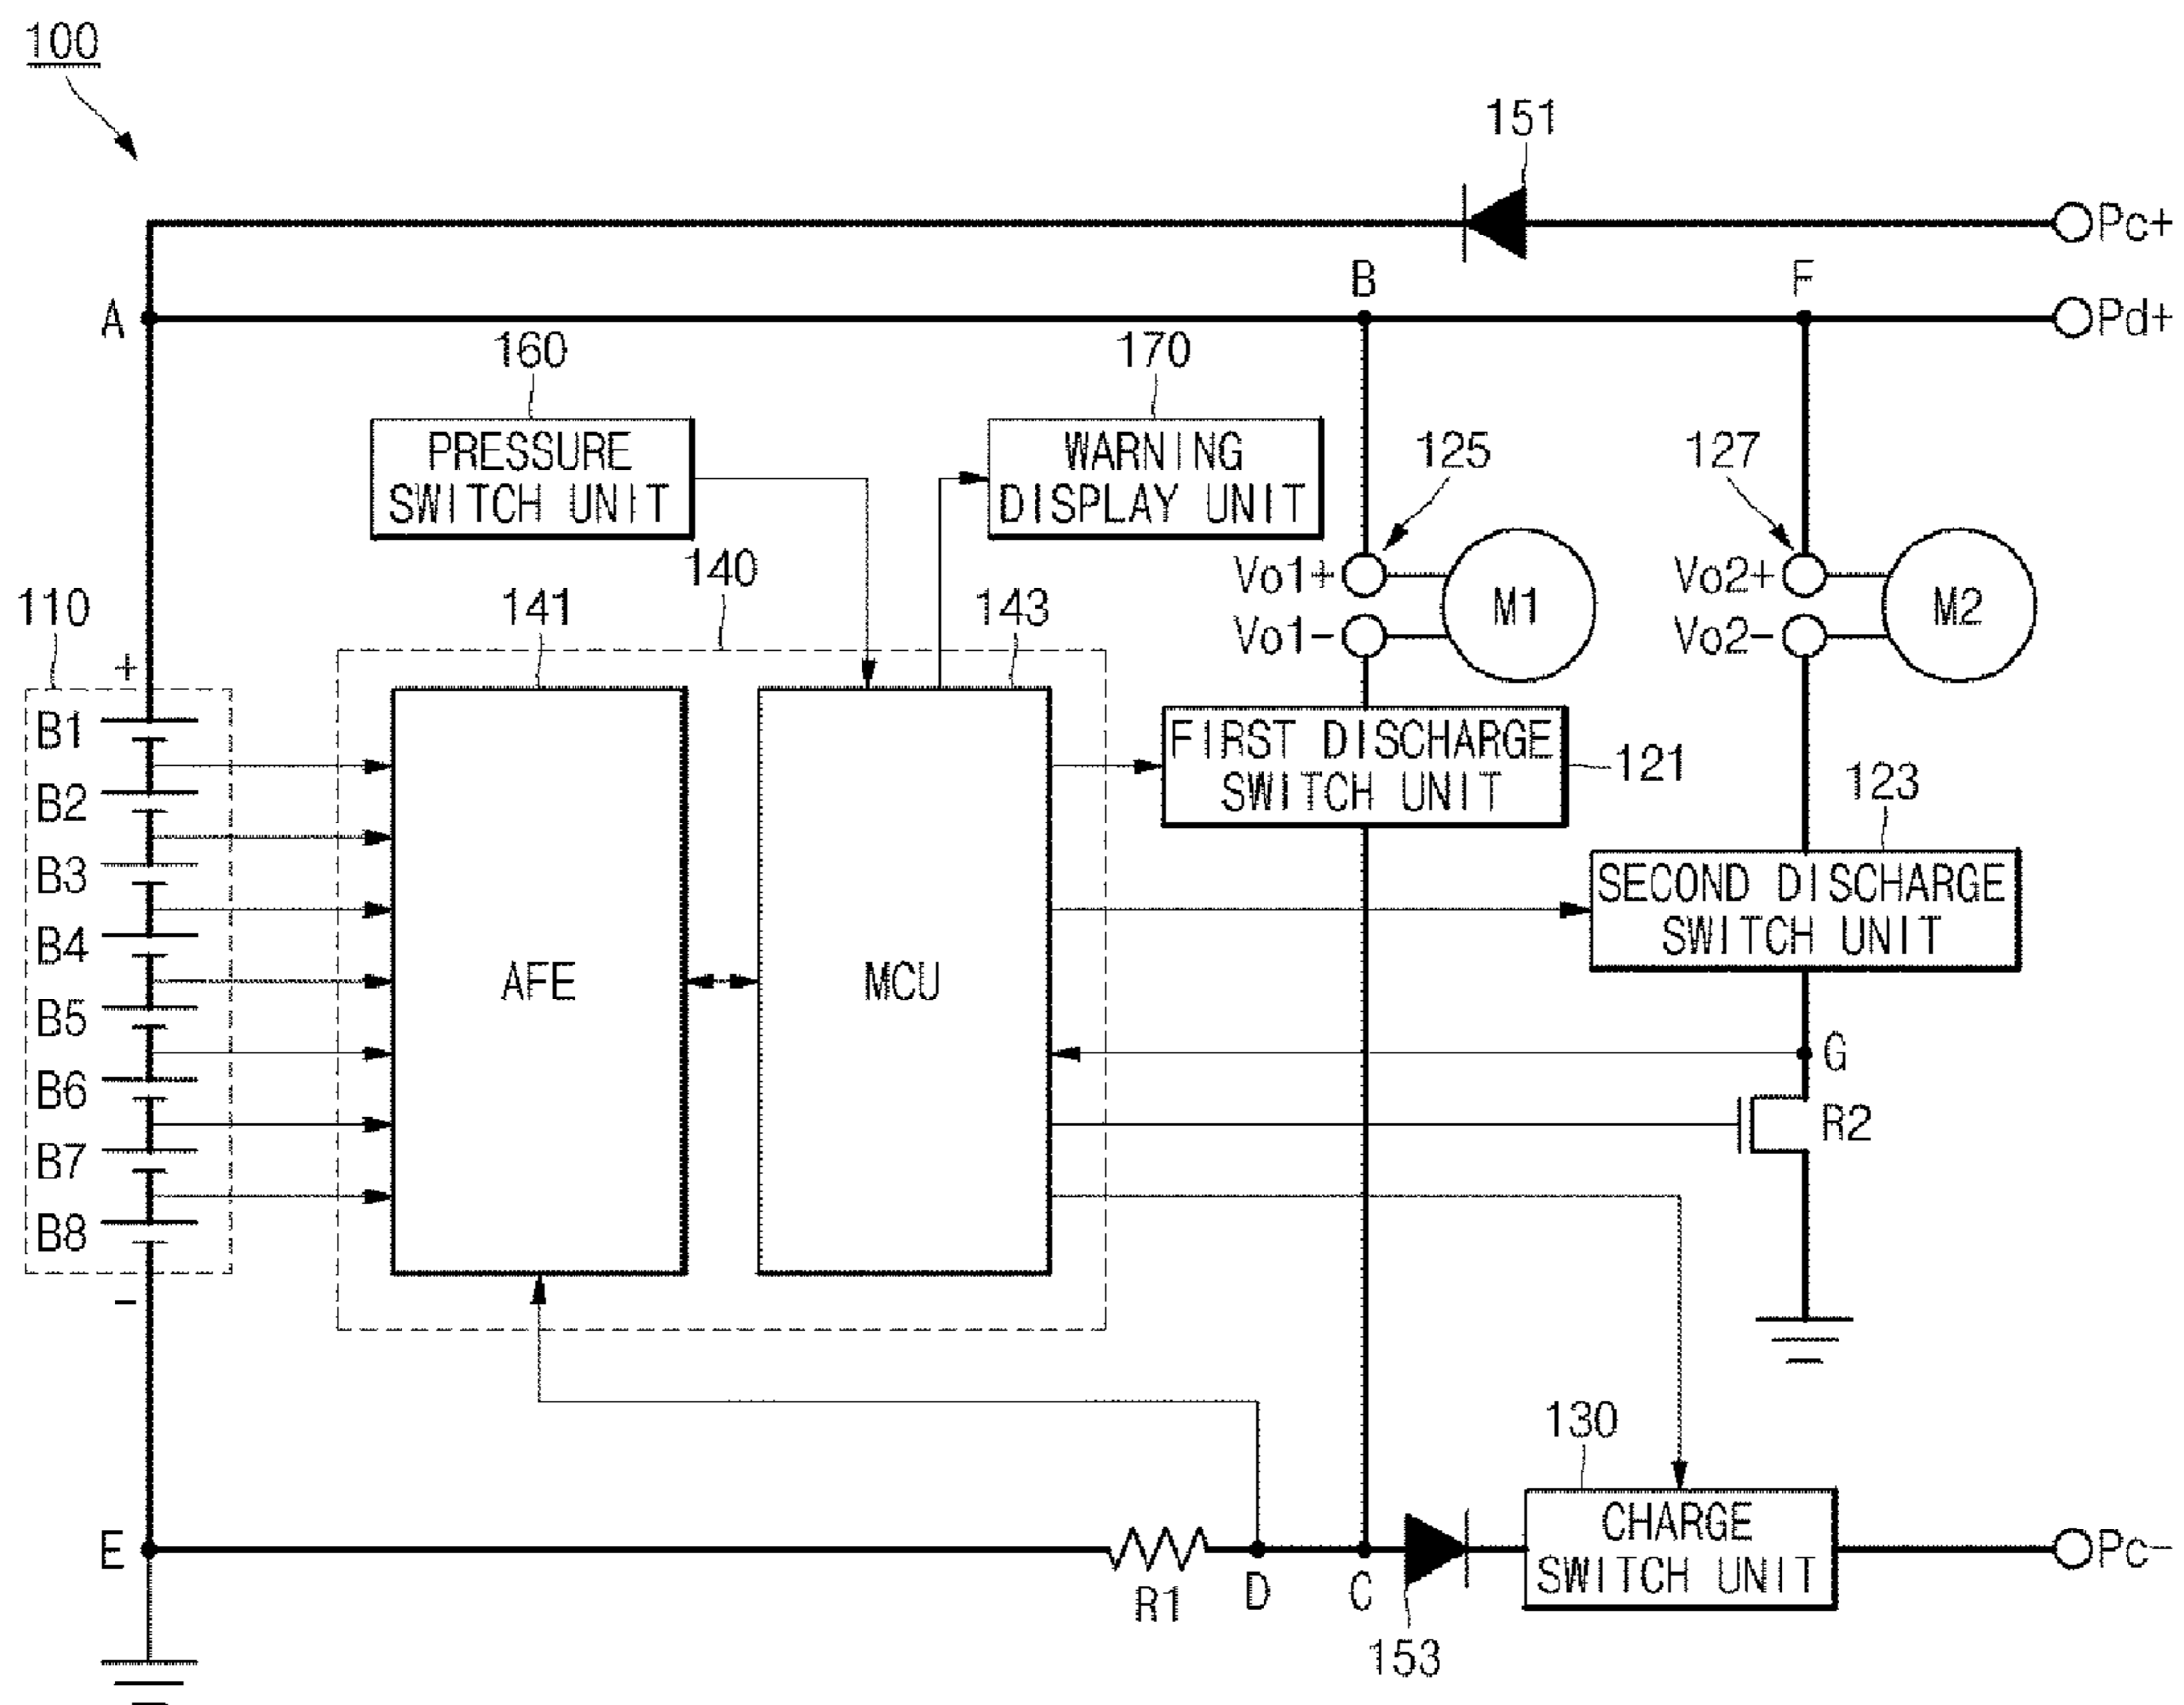 100
151
Pc+
B
F
A
Pd+
160
170
PRESSURE
SWITCH UNIT
WARNING
DISPLAY UNIT
125
127
140
Vo1+
Vo1-
M1
Vo2+
Vo2-
M2
110
141
143
+
B1
B2
B3
B4
B5
B6
B7
B8
-
AFE
MCU
FIRST DISCHARGE
SWITCH UNIT
121
123
SECOND DISCHARGE
SWITCH UNIT
G
R2
130
CHARGE
SWITCH UNIT
E
R1
D
C
Pc-
153